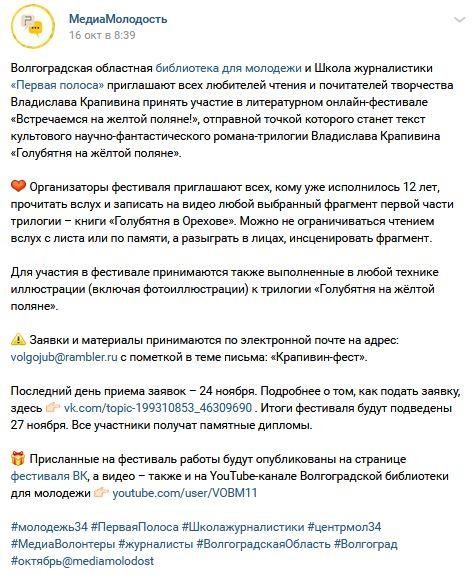 МедиаМолодость
16 окт в 8:39
Волгоградская областная библиотека для молодежи и Школа журналистики
«Первая полоса» приглашают всех любителей чтения и почитателей творчества
Владислава Крапивина принять участие в литературном онлайн-фестивале
«Встречаемся на желтой поляне!», отправной точкой которого станет текст
культового научно-фантастического романа-трилогии Владислава Крапивина
«Голубятня на жёлтой поляне».
Организаторы фестиваля приглашают всех, кому уже исполнилось 12 лет,
прочитать вслух и записать на видео любой выбранный фрагмент первой части
трилогии – книги «Голубятня в Орехове». Можно не ограничиваться чтением
вслух с листа или по памяти, а разыграть в лицах, инсценировать фрагмент.
Для участия в фестивале принимаются также выполненные в любой технике
иллюстрации (включая фотоиллюстрации) к трилогии «Голубятня на жёлтой
поляне».
Заявки и материалы принимаются по электронной почте на адрес:
volgojub@rambler.ru с пометкой в теме письма: «Крапивин-фест».
Последний день приема заявок – 24 ноября. Подробнее о том, как подать заявку,
здесь 👉🏻 vk.com/topic-199310853_46309690 . Итоги фестиваля будут подведены
27 ноября. Все участники получат памятные дипломы.
Присланные на фестиваль работы будут опубликованы на странице
фестиваля ВК, а видео – также и на YouTube-канале Волгоградской библиотеки
для молодежи 👉🏻 youtube.com/user/VOBM11
#молодежь34 #ПерваяПолоса #Школажурналистики #центрмол34
#МедиаВолонтеры #журналисты #ВолгоградскаяОбласть #Волгоград
#октябрь@mediamolodost